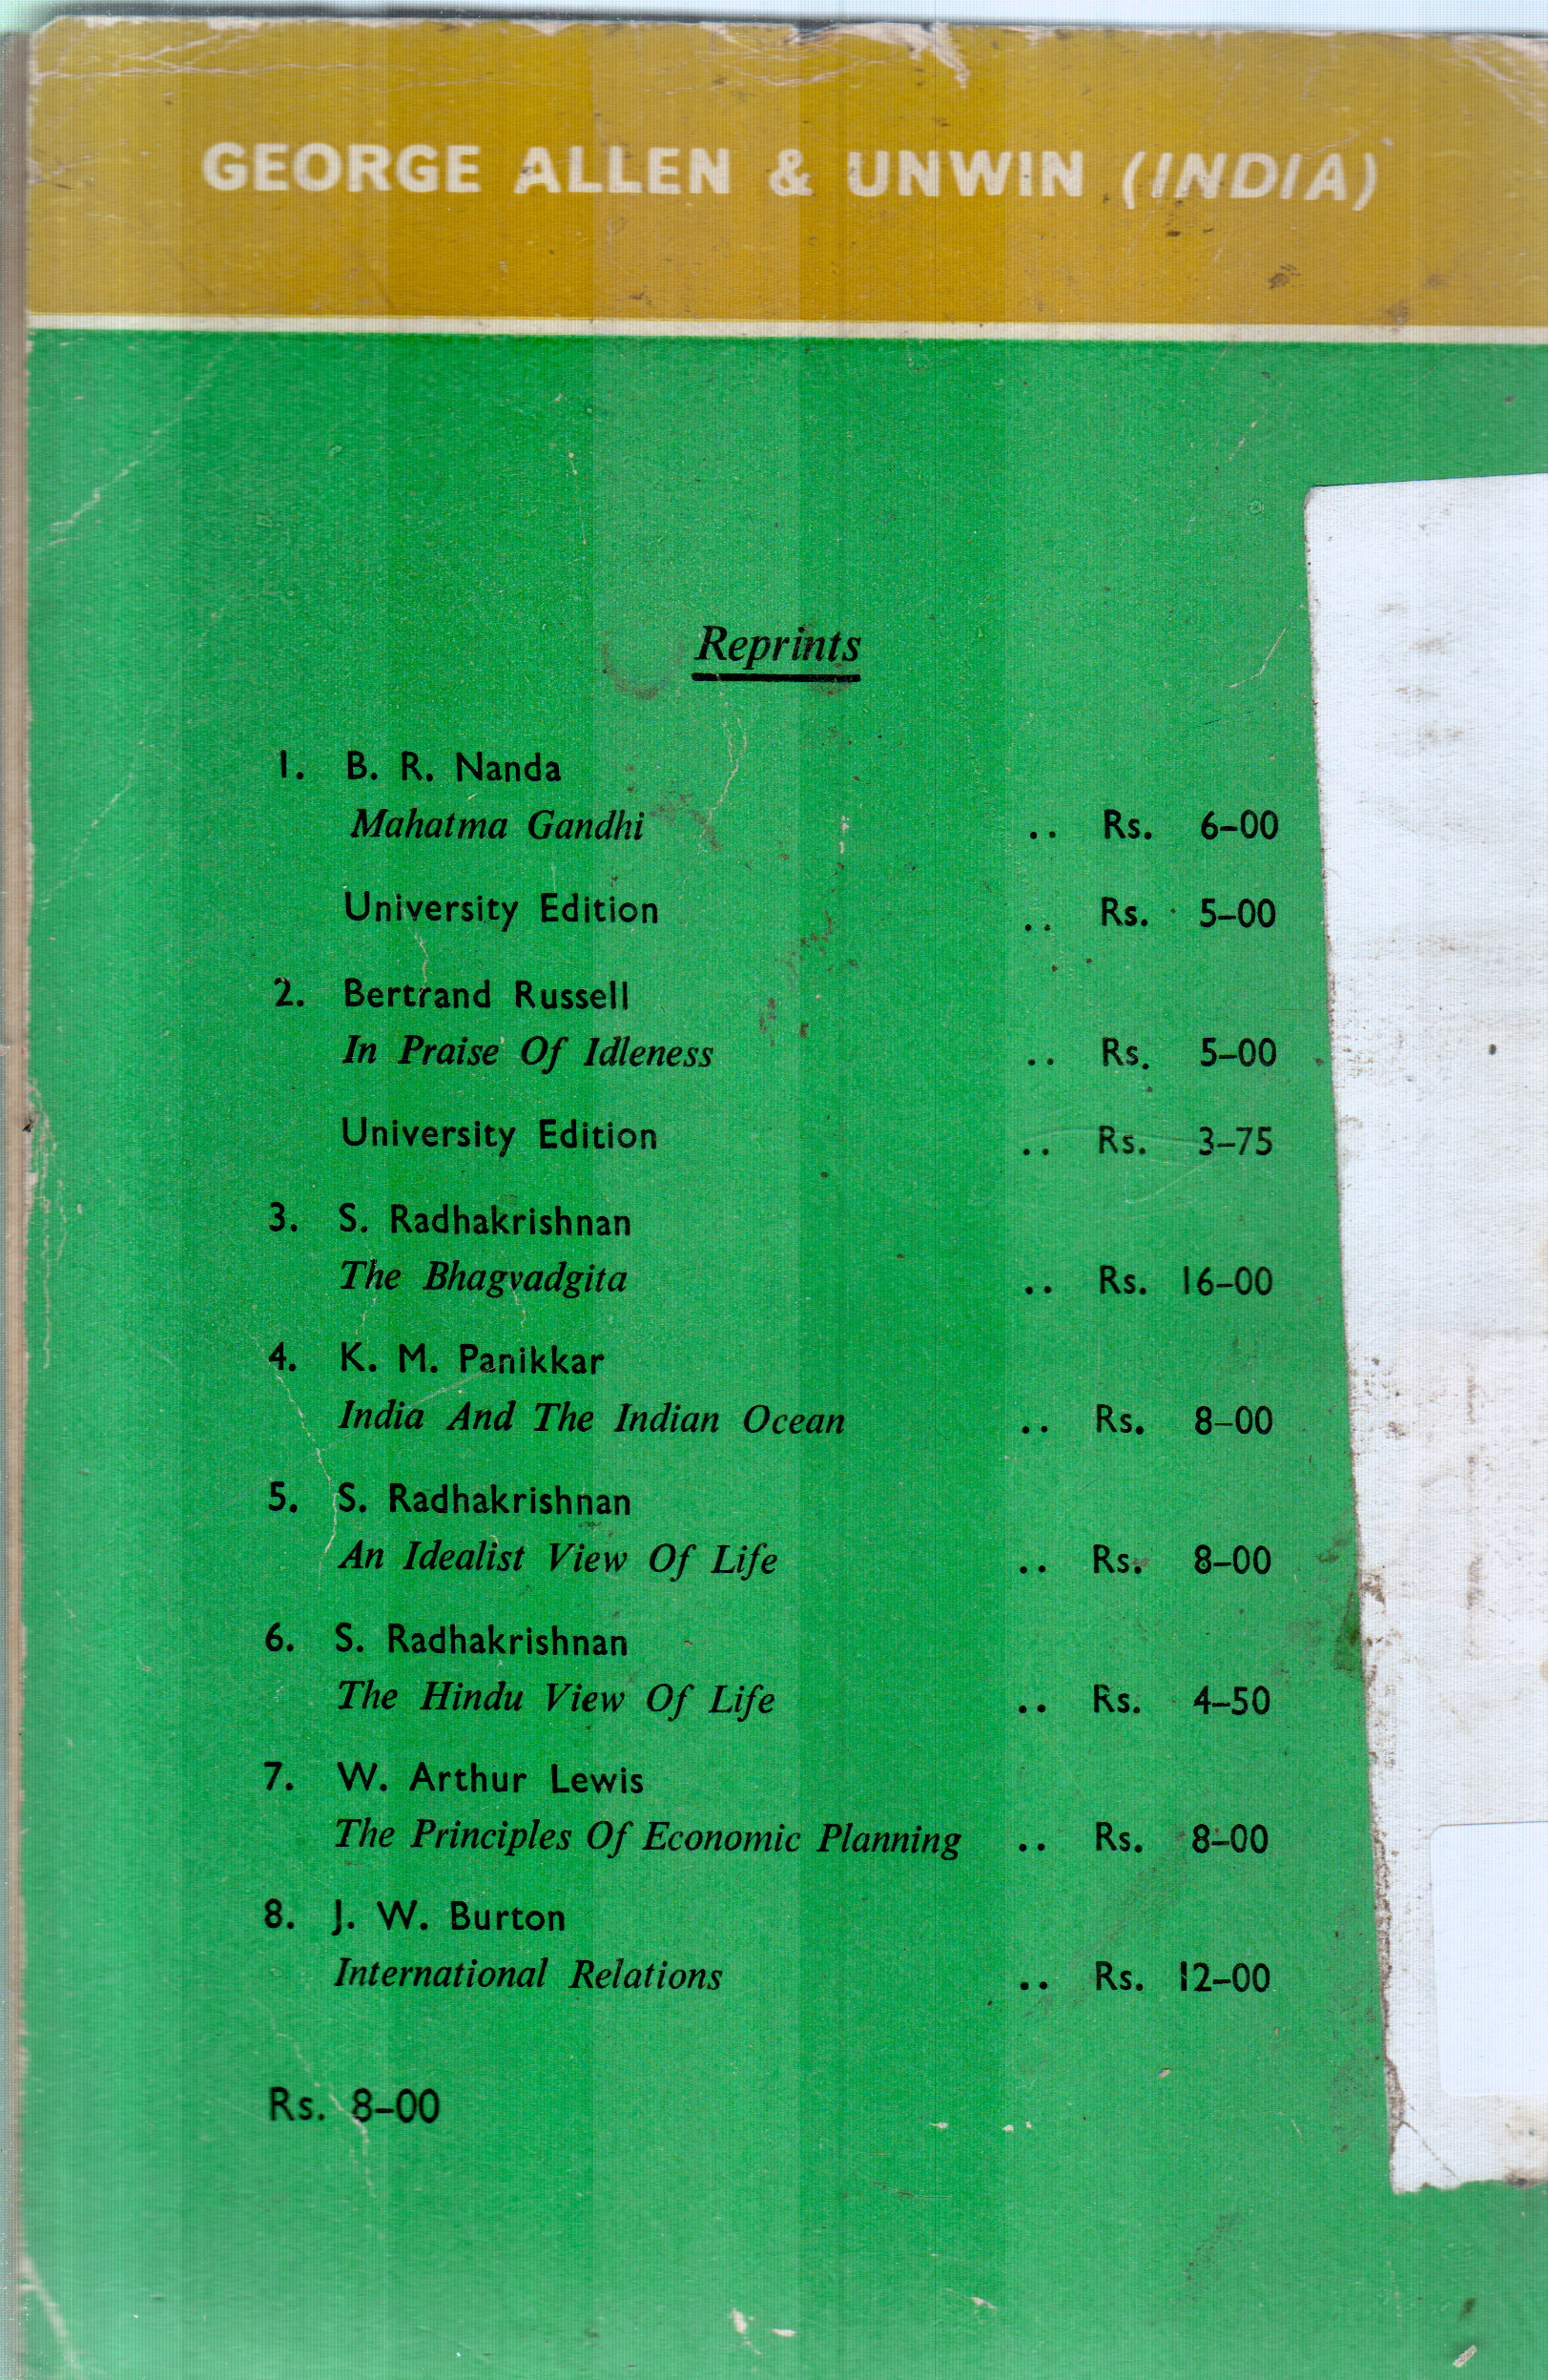 GEORGE ALLEN & UNWIN (INDIA)
Reprints
1. B. R. Nanda
Mahatma Gandhi .. Rs. 6–00
University Edition .. Rs. 5–00
2. Bertrand Russell
In Praise Of Idleness .. Rs. 5–00
University Edition .. Rs. 3–75
3. S. Radhakrishnan
The Bhagvadgita .. Rs. 16–00
4. K. M. Panikkar
India And The Indian Ocean .. Rs. 8–00
5. S. Radhakrishnan
An Idealist View Of Life .. Rs. 8–00
6. S. Radhakrishnan
The Hindu View Of Life .. Rs. 4–50
7. W. Arthur Lewis
The Principles Of Economic Planning .. Rs. 8–00
8. J. W. Burton
International Relations .. Rs. 12–00
Rs. 8–00